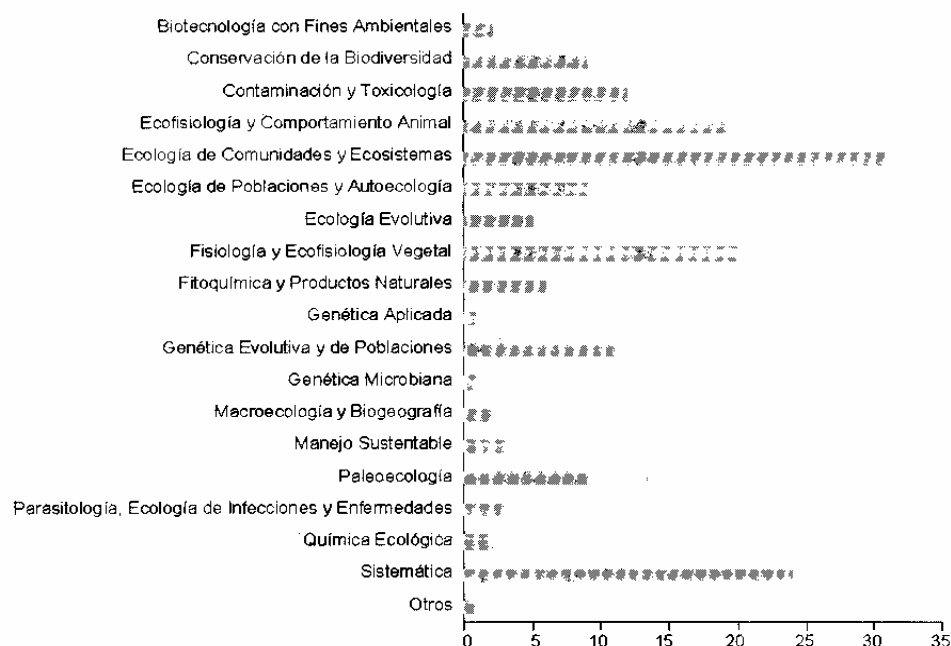 Biotecnología con Fines Ambientales
Conservación de la Biodiversidad
Contaminación y Toxicología
Ecofisiología y Comportamiento Animal
Ecología de Comunidades y Ecosistemas
Ecología de Poblaciones y Autoecología
Ecología Evolutiva
Fisiología y Ecofisiología Vegetal
Fitoquímica y Productos Naturales
Genética Aplicada
Genética Evolutiva y de Poblaciones
Genética Microbiana
Macroecología y Biogeografía
Manejo Sustentable
Paleoecología
Parasitología, Ecología de Infecciones y Enfermedades
Química Ecológica
Sistemática
Otros
0 5 10 15 20 25 30 35